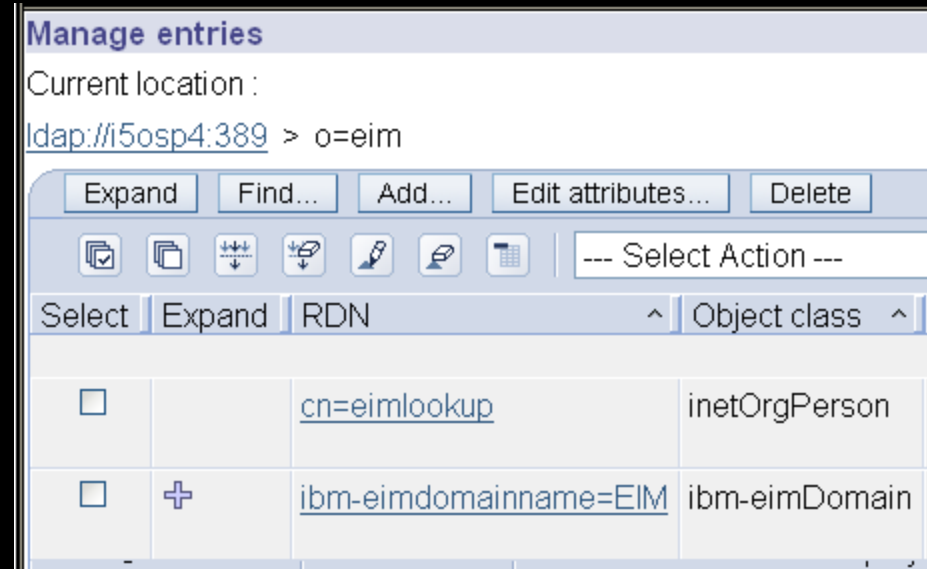 Manage entries
Current location :
ldap://i5osp4:389 > o=eim
Expand Find... Add... Edit attributes... Delete
--- Select Action ---
Select Expand RDN ^ Object class ^
cn=eimlookup inetOrgPerson
ibm-eimdomainname=EIM ibm-eimDomain